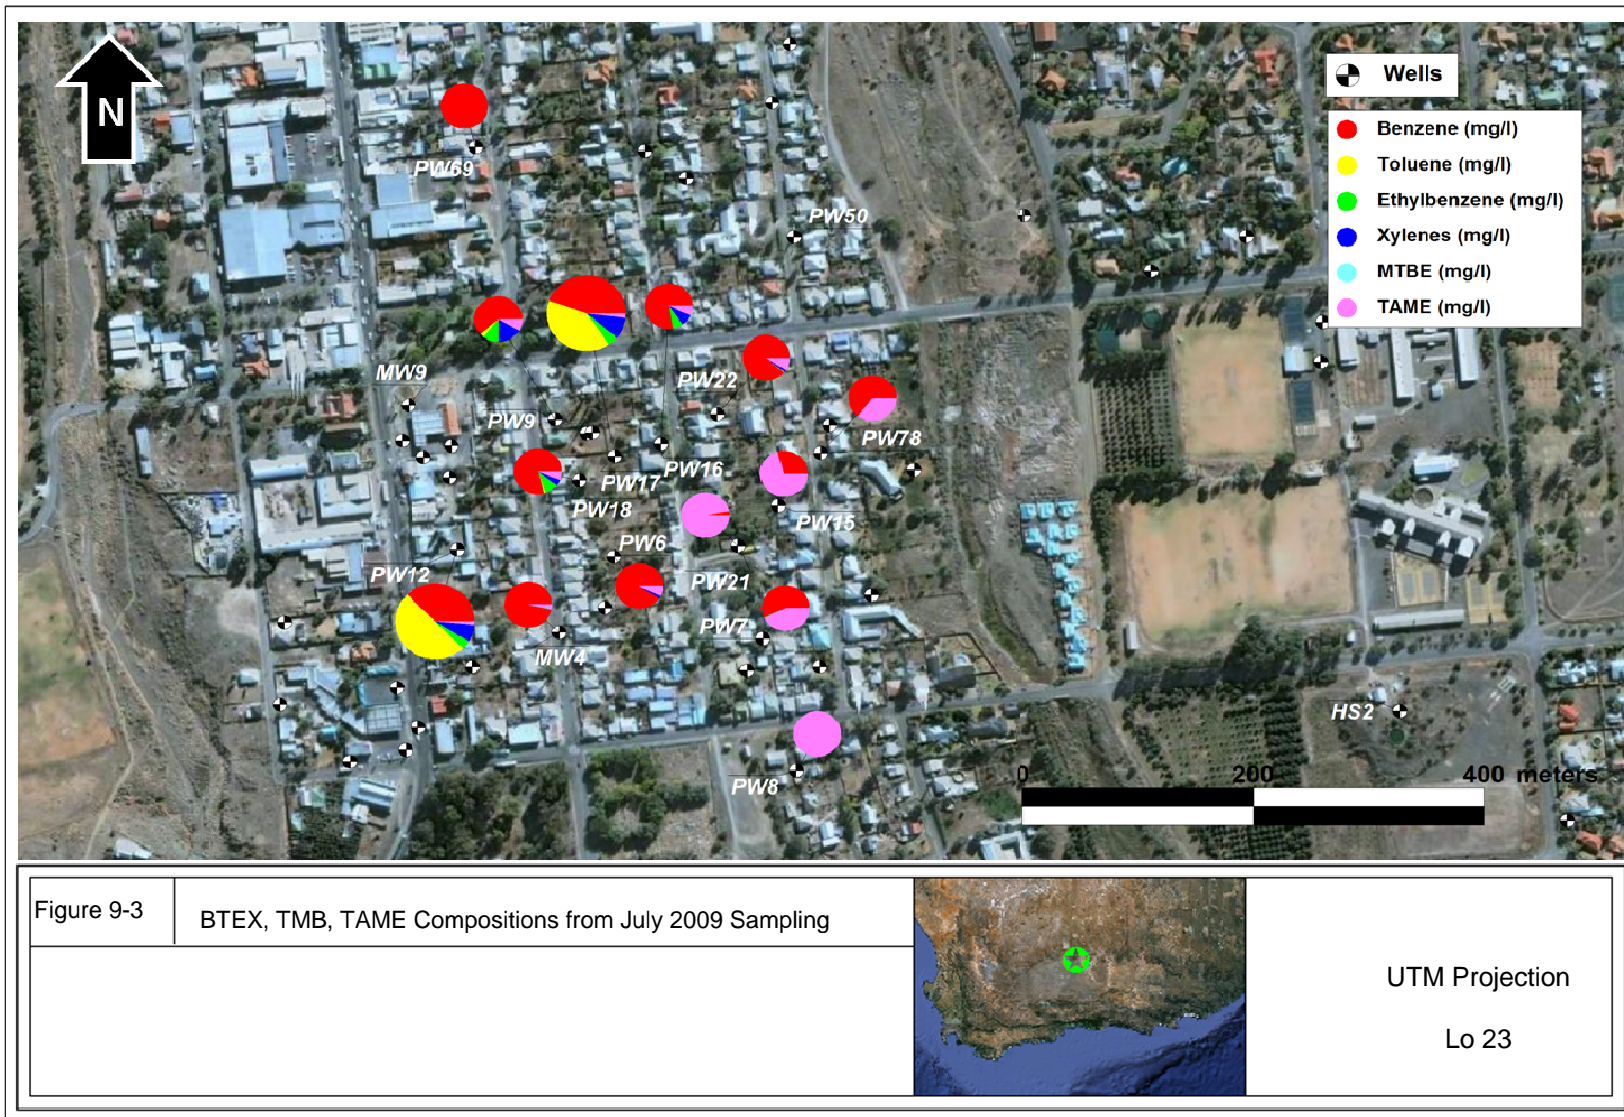 N
Wells
Benzene (mg/l)
Toluene (mg/l)
Ethylbenzene (mg/l)
Xylenes (mg/l)
MTBE (mg/l)
TAME (mg/l)
PW69
PW50
MW9
PW22
PW9
PW78
PW16
PW17
PW18
PW15
PW6
PW12
PW21
PW7
MW4
HS2
PW8
0 200 400 meters
Figure 9-3
BTEX, TMB, TAME Compositions from July 2009 Sampling
UTM Projection
Lo 23